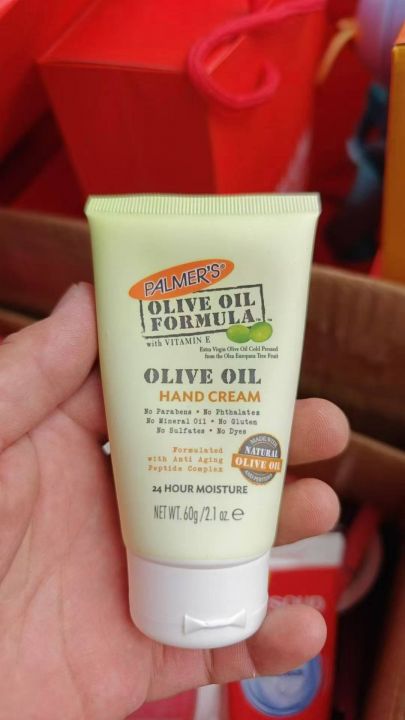 PALMER'S®
OLIVE OIL
FORMULA™
with VITAMIN E
Extra Virgin Olive Oil Cold Pressed
from the Olea Europaea Tree Fruit
OLIVE OIL
HAND CREAM
No Parabens • No Phthalates
No Mineral Oil • No Gluten
No Sulfates • No Dyes
Formulated
with Anti Aging
Peptide Complex
MADE WITH
NATURAL
OLIVE OIL
24 HOUR MOISTURE
NET WT. 60g/2.1 oz e